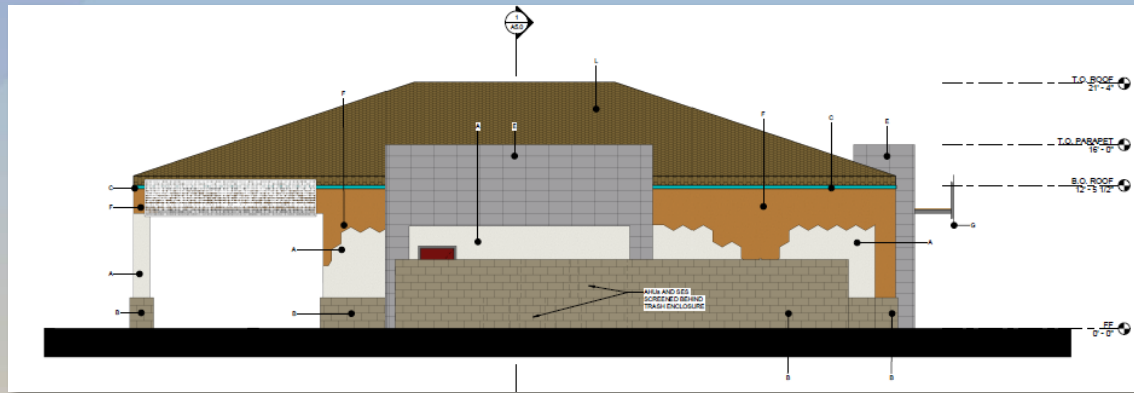 1
A5.0
L
T.O. ROOF
21' - 4"
F
A
E
F
C
E
T.O. PARAPET
16' - 0"
C
B.O. ROOF
12' - 5 1/2"
F
G
A
A
A
AHUs AND SES
SCREENED BEHIND
TRASH ENCLOSURE
B
B
FF
0' - 0"
B
B